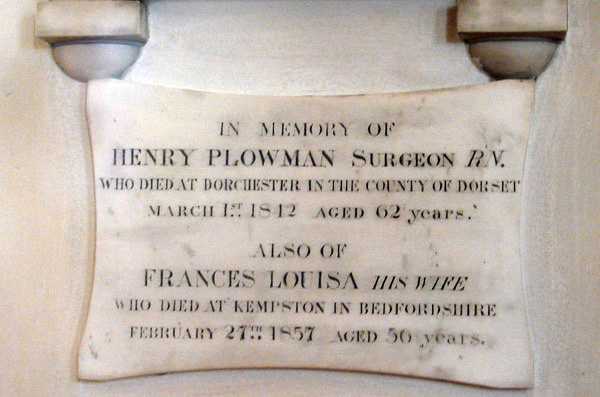 IN MEMORY OF
HENRY PLOWMAN SURGEON R.N.
WHO DIED AT DORCHESTER IN THE COUNTY OF DORSET
MARCH 1ST 1842 AGED 62 years.
ALSO OF
FRANCES LOUISA HIS WIFE
WHO DIED AT KEMPSTON IN BEDFORDSHIRE
FEBRUARY 27TH 1857 AGED 56 years.